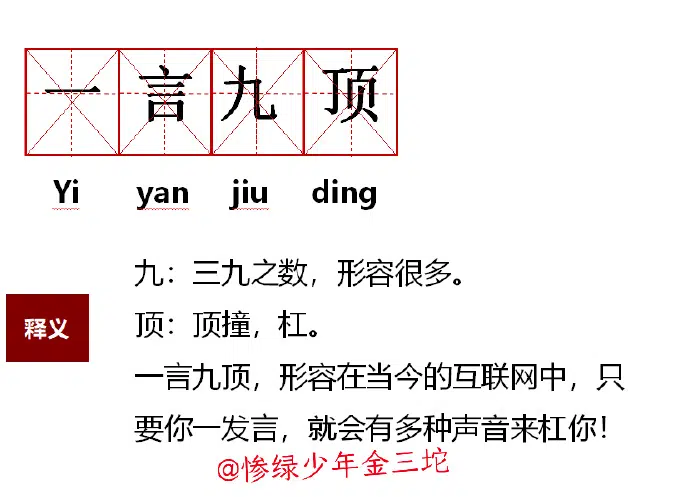 一言九顶
Yi yan jiu ding
九：三九之数，形容很多。
释义
顶：顶撞，杠。
一言九顶，形容在当今的互联网中，只
要你一发言，就会有多种声音来杠你！
@惨绿少年金三坨